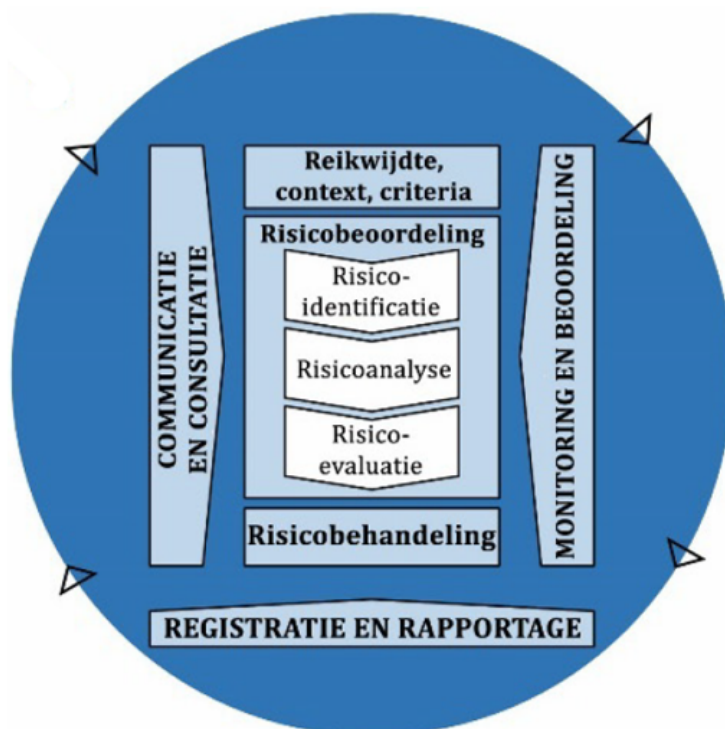 Reikwijdte,
context, criteria
Risicobeoordeling
Risico-
identificatie
Risicoanalyse
Risico-
evaluatie
Risicobehandeling
COMMUNICATIE
EN CONSULTATIE
MONITORING EN BEOORDELING
REGISTRATIE EN RAPPORTAGE